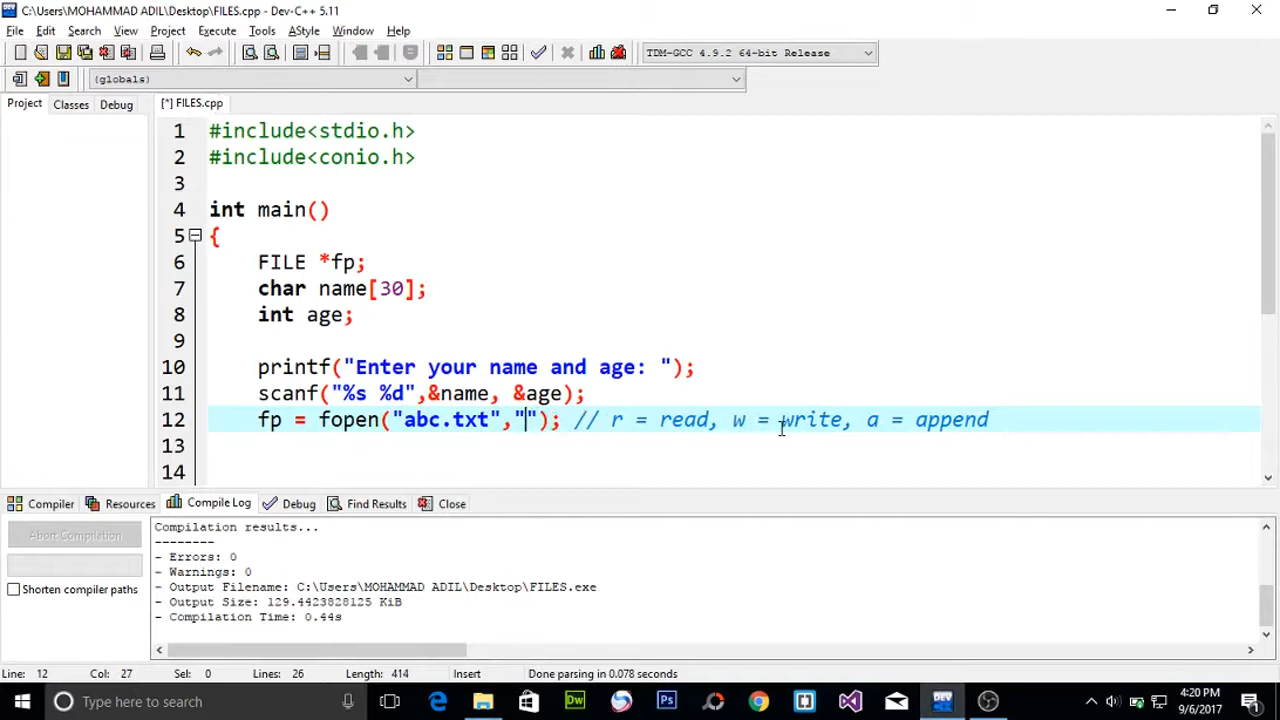 C:\Users\MOHAMMAD ADIL\Desktop\FILES.cpp - Dev-C++ 5.11
File Edit Search View Project Execute Tools AStyle Window Help
TDM-GCC 4.9.2 64-bit Release
(globals)
Project Classes Debug [*] FILES.cpp
1 #include<stdio.h>
2 #include<conio.h>
3
4 int main()
5 {
6 FILE *fp;
7 char name[30];
8 int age;
9
10 printf("Enter your name and age: ");
11 scanf("%s %d",&name, &age);
12 fp = fopen("abc.txt",""); // r = read, w = write, a = append
13
14
Compiler Resources Compile Log Debug Find Results Close
Abort Compilation
Shorten compiler paths
Compilation results...
--------
- Errors: 0
- Warnings: 0
- Output Filename: C:\Users\MOHAMMAD ADIL\Desktop\FILES.exe
- Output Size: 129.4423828125 KiB
- Compilation Time: 0.44s
Line: 12 Col: 27 Sel: 0 Lines: 26 Length: 414 Insert Done parsing in 0.078 seconds
Type here to search
Dw Ps DEV
4:20 PM
9/6/2017
1